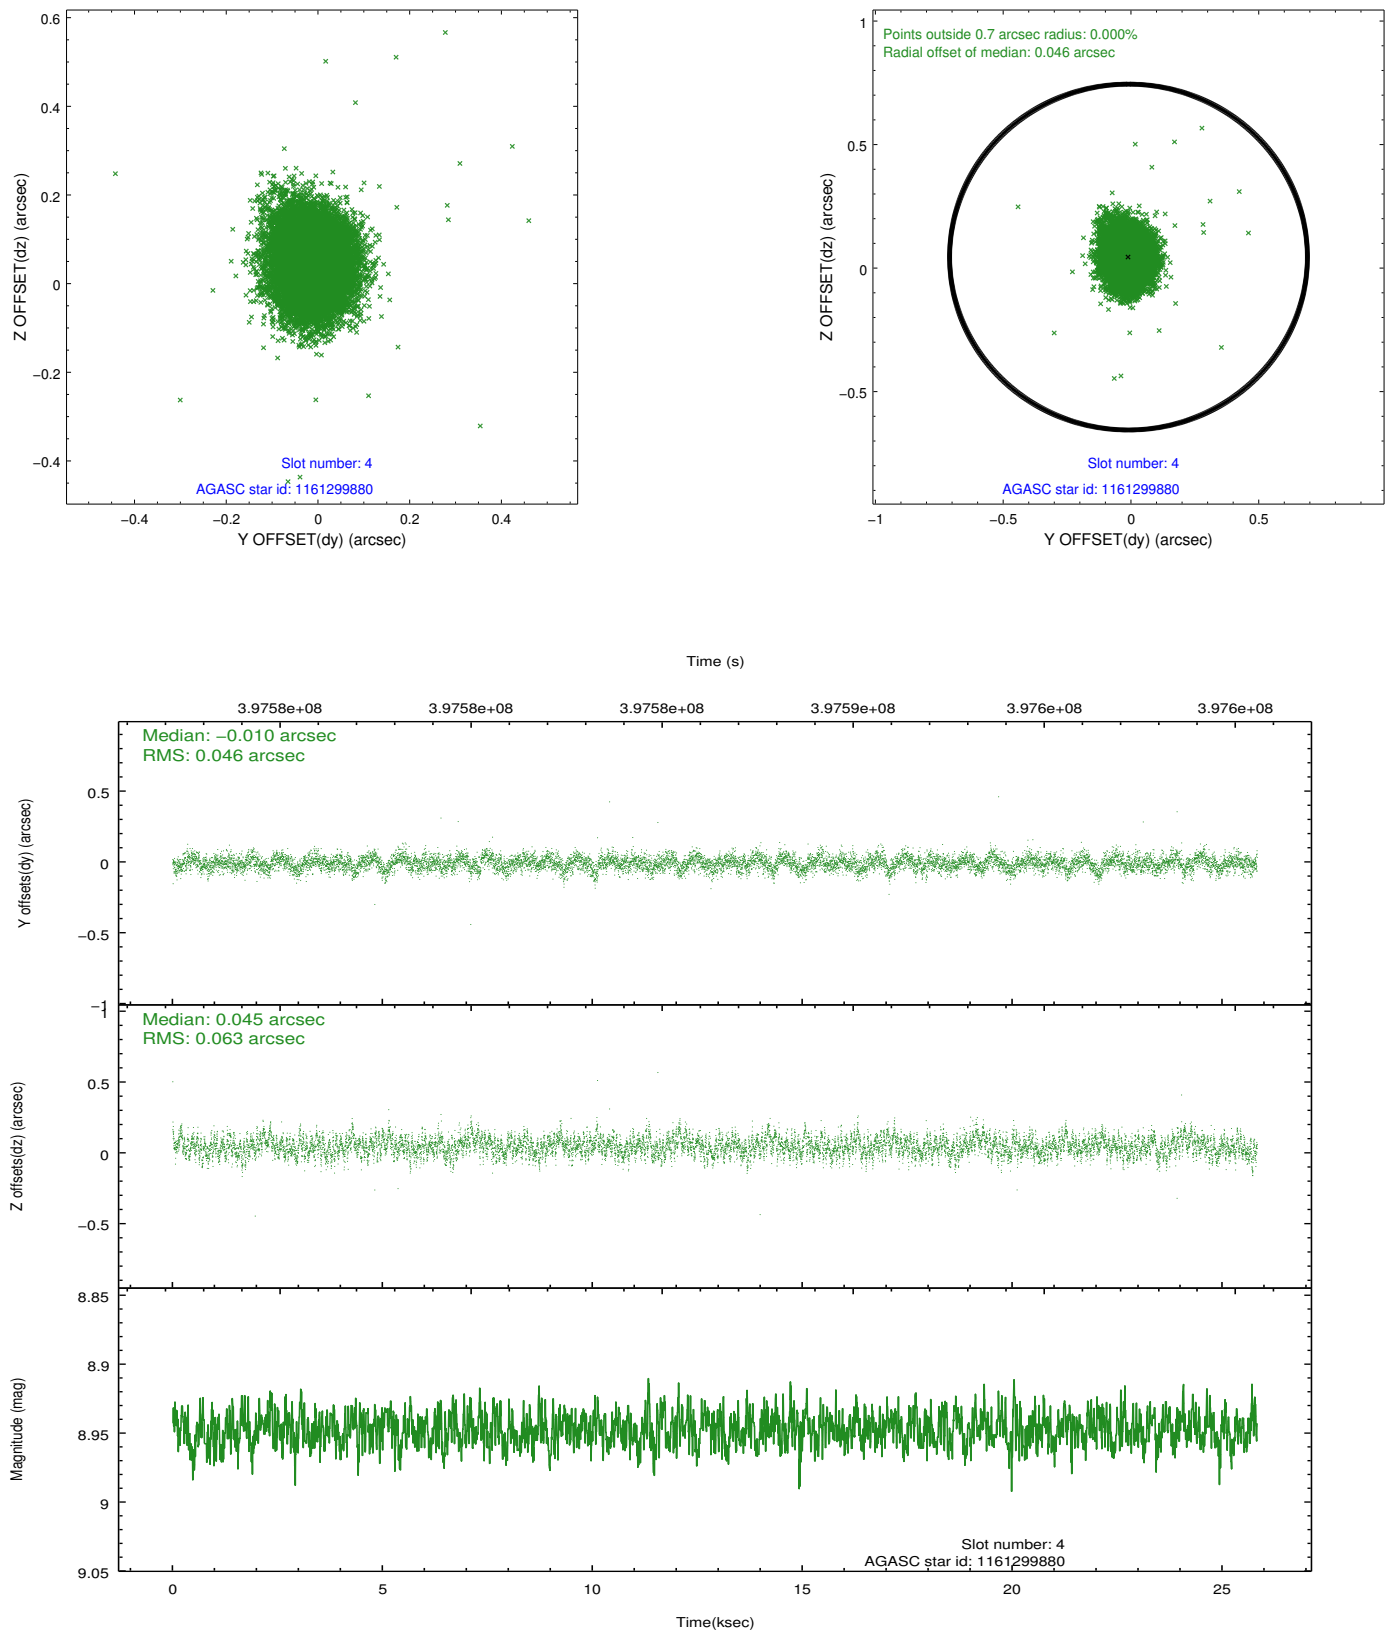 0.6
0.4
0.2
0
−0.2
−0.4
−0.4
−0.2
0
0.2
0.4
Z OFFSET(dz) (arcsec)
Y OFFSET(dy) (arcsec)
Slot number: 4
AGASC star id: 1161299880
Points outside 0.7 arcsec radius: 0.000%
Radial offset of median: 0.046 arcsec
1
0.5
0
−0.5
−1
−0.5
0
0.5
Z OFFSET(dz) (arcsec)
Y OFFSET(dy) (arcsec)
Slot number: 4
AGASC star id: 1161299880
Time (s)
3.9758e+08
3.9758e+08
3.9758e+08
3.9759e+08
3.976e+08
3.976e+08
Median: −0.010 arcsec
RMS: 0.046 arcsec
0.5
0
−0.5
−1
Y offsets(dy) (arcsec)
Median: 0.045 arcsec
RMS: 0.063 arcsec
1
0.5
0
−0.5
Z offsets(dz) (arcsec)
8.85
8.9
8.95
9
9.05
Magnitude (mag)
Slot number: 4
AGASC star id: 1161299880
0
5
10
15
20
25
Time(ksec)